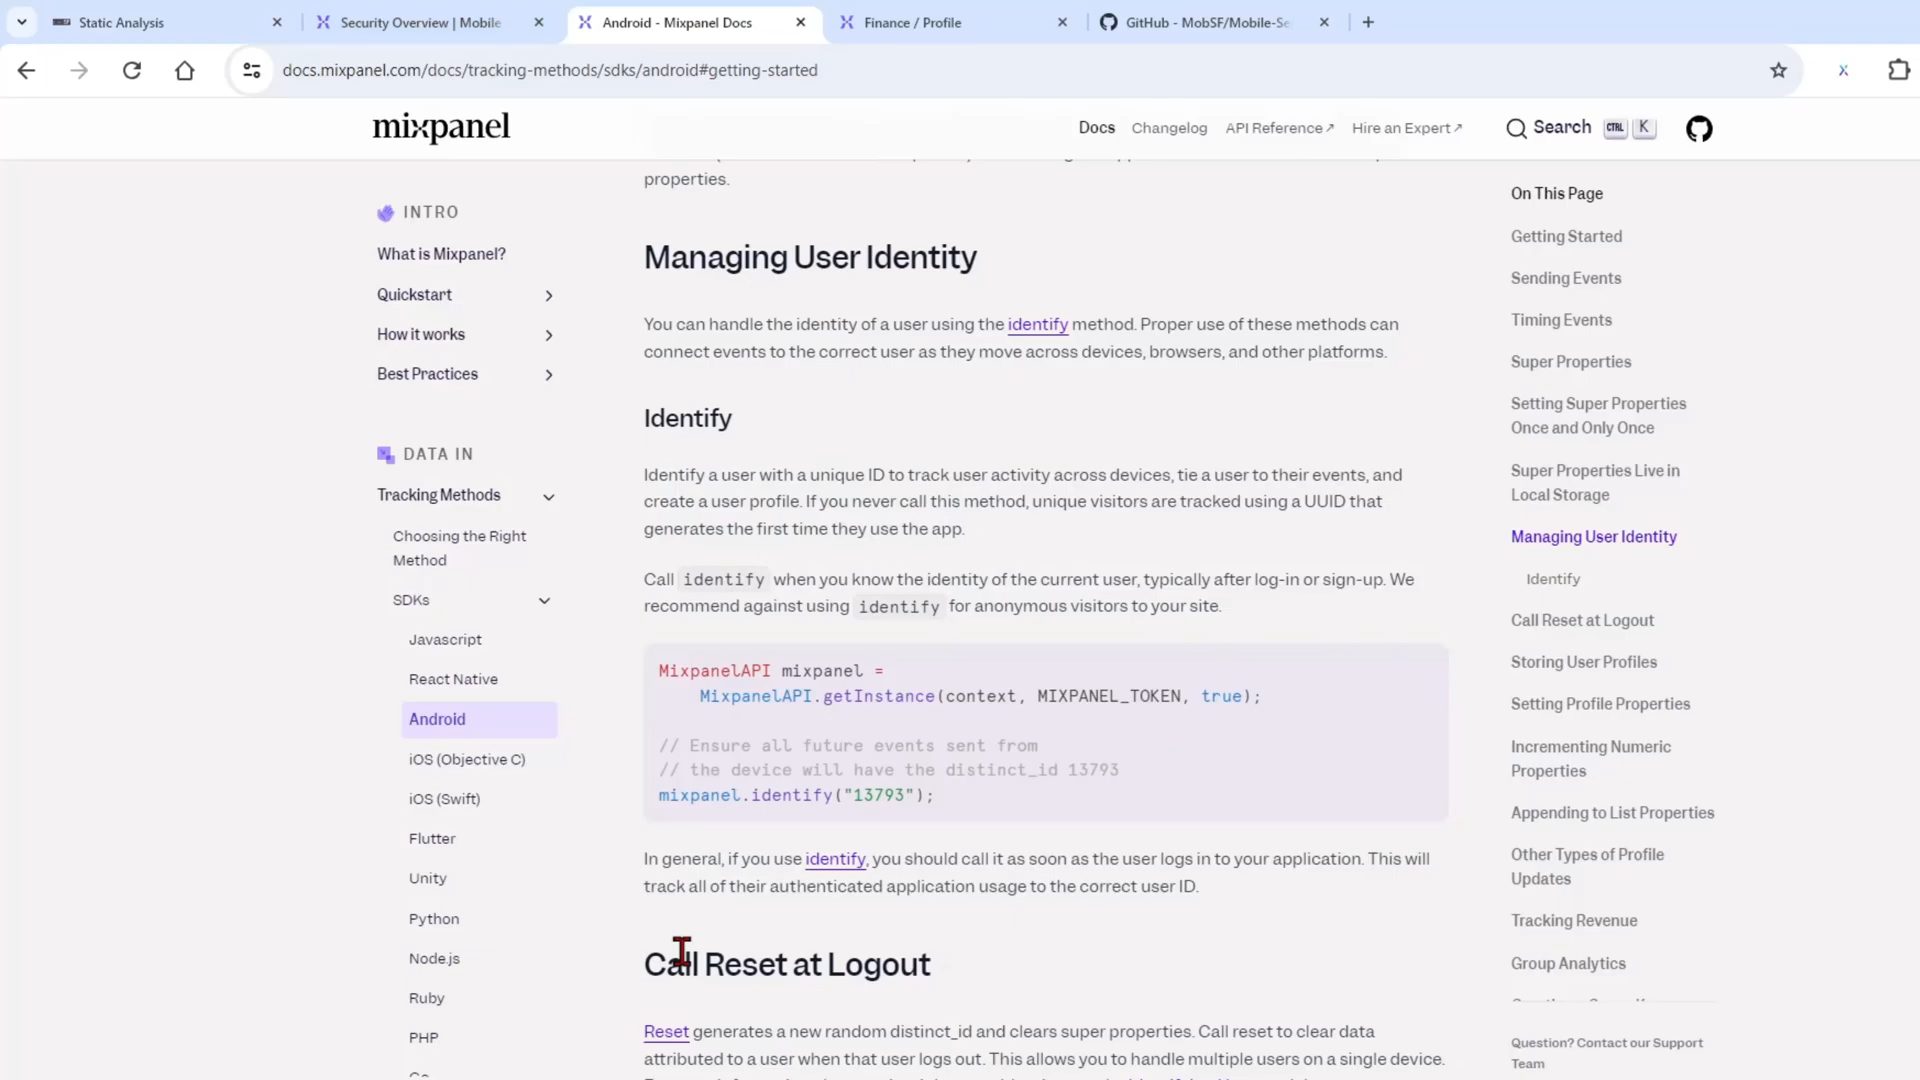 Static Analysis
Security Overview | Mobile
Android - Mixpanel Docs
Finance / Profile
GitHub - MobSF/Mobile-Se
docs.mixpanel.com/docs/tracking-methods/sdks/android#getting-started
mixpanel
Docs
Changelog
API Reference↗
Hire an Expert↗
Search
CTRL
K
properties.
INTRO
What is Mixpanel?
Quickstart
How it works
Best Practices
DATA IN
Tracking Methods
Choosing the Right
Method
SDKs
Javascript
React Native
Android
iOS (Objective C)
iOS (Swift)
Flutter
Unity
Python
Node.js
Ruby
PHP
Managing User Identity
You can handle the identity of a user using the identify method. Proper use of these methods can
connect events to the correct user as they move across devices, browsers, and other platforms.
Identify
Identify a user with a unique ID to track user activity across devices, tie a user to their events, and
create a user profile. If you never call this method, unique visitors are tracked using a UUID that
generates the first time they use the app.
Call identify when you know the identity of the current user, typically after log-in or sign-up. We
recommend against using identify for anonymous visitors to your site.
MixpanelAPI mixpanel =
MixpanelAPI.getInstance(context, MIXPANEL_TOKEN, true);
// Ensure all future events sent from
// the device will have the distinct_id 13793
mixpanel.identify("13793");
In general, if you use identify, you should call it as soon as the user logs in to your application. This will
track all of their authenticated application usage to the correct user ID.
Call Reset at Logout
Reset generates a new random distinct_id and clears super properties. Call reset to clear data
attributed to a user when that user logs out. This allows you to handle multiple users on a single device.
On This Page
Getting Started
Sending Events
Timing Events
Super Properties
Setting Super Properties
Once and Only Once
Super Properties Live in
Local Storage
Managing User Identity
Identify
Call Reset at Logout
Storing User Profiles
Setting Profile Properties
Incrementing Numeric
Properties
Appending to List Properties
Other Types of Profile
Updates
Tracking Revenue
Group Analytics
Question? Contact our Support
Team